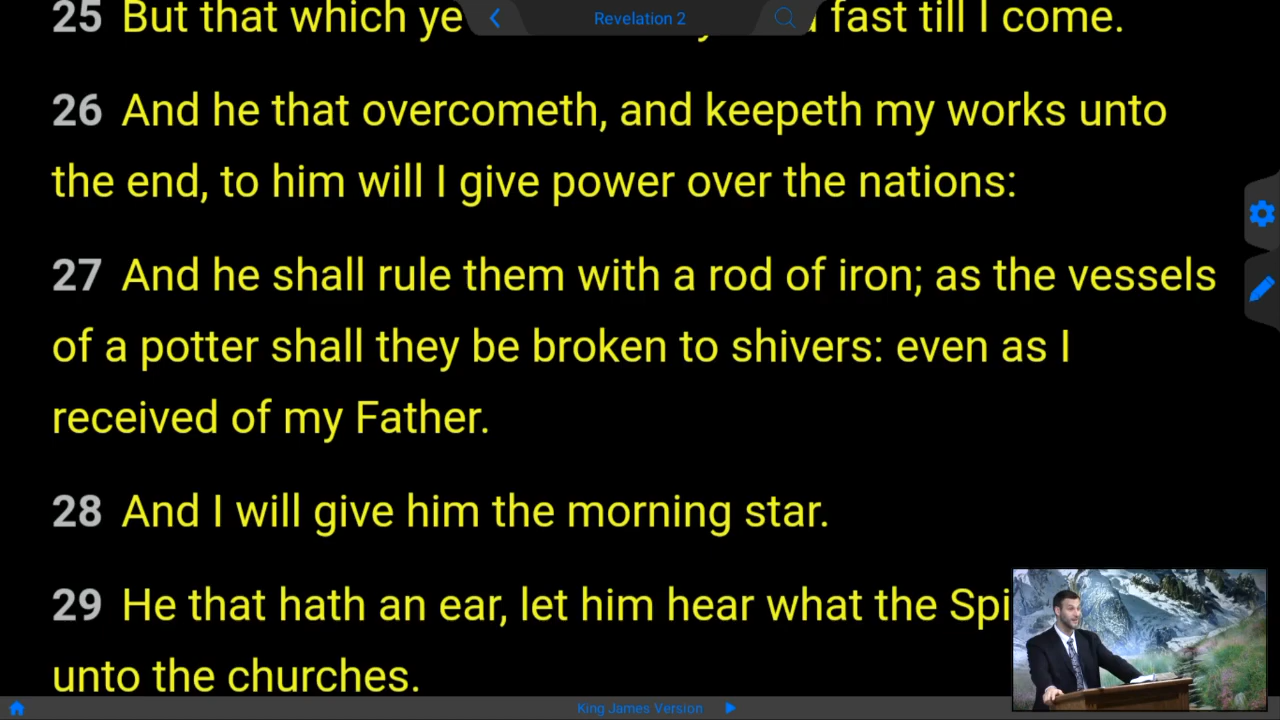 Revelation 2
25 But that which ye fast till I come.
26 And he that overcometh, and keepeth my works unto
the end, to him will I give power over the nations:
27 And he shall rule them with a rod of iron; as the vessels
of a potter shall they be broken to shivers: even as I
received of my Father.
28 And I will give him the morning star.
29 He that hath an ear, let him hear what the
unto the churches.
King James Version